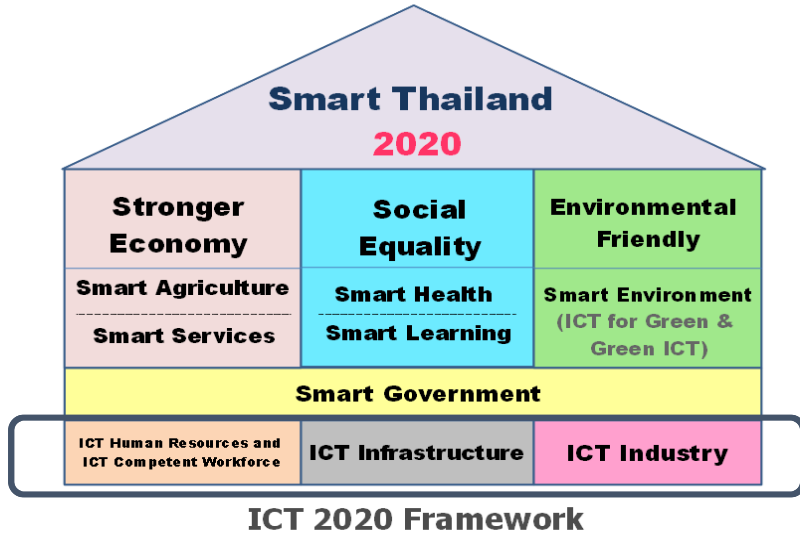 Smart Thailand
2020
Stronger
Economy
Social
Equality
Environmental
Friendly
Smart Agriculture
Smart Services
Smart Health
Smart Learning
Smart Environment
(ICT for Green &
Green ICT)
Smart Government
ICT Human Resources and
ICT Competent Workforce
ICT Infrastructure
ICT Industry
ICT 2020 Framework